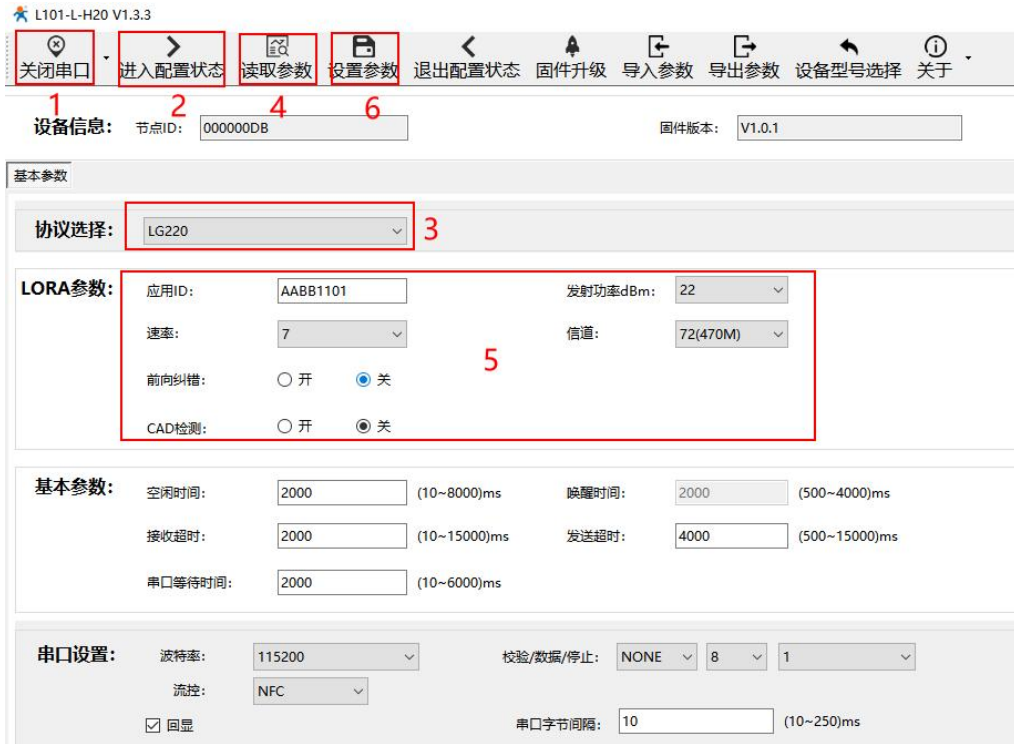 L101-L-H20 V1.3.3
关闭串口 进入配置状态 读取参数 设置参数 退出配置状态 固件升级 导入参数 导出参数 设备型号选择 关于
1 2 4 6
设备信息： 节点ID： 000000DB 固件版本： V1.0.1
基本参数
协议选择： LG220 3
LORA参数： 应用ID： AABB1101 发射功率dBm： 22
速率： 7 信道： 72(470M)
5
前向纠错： 开 关
CAD检测： 开 关
基本参数： 空闲时间： 2000 (10~8000)ms 唤醒时间： 2000 (500~4000)ms
接收超时： 2000 (10~15000)ms 发送超时： 4000 (500~15000)ms
串口等待时间： 2000 (10~6000)ms
串口设置： 波特率： 115200 校验/数据/停止： NONE 8 1
流控： NFC
回显 串口字节间隔： 10 (10~250)ms